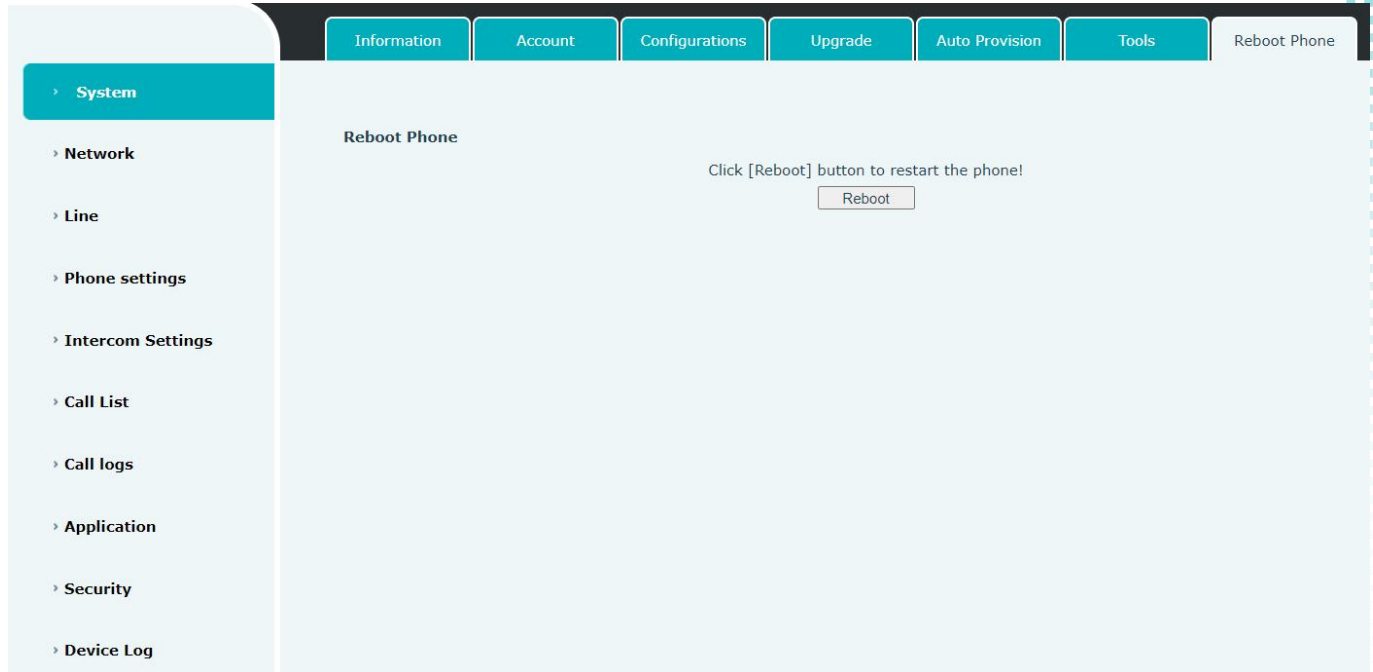 Information Account Configurations Upgrade Auto Provision Tools Reboot Phone
System
Network
Line
Phone settings
Intercom Settings
Call List
Call logs
Application
Security
Device Log
Reboot Phone
Click [Reboot] button to restart the phone!
Reboot